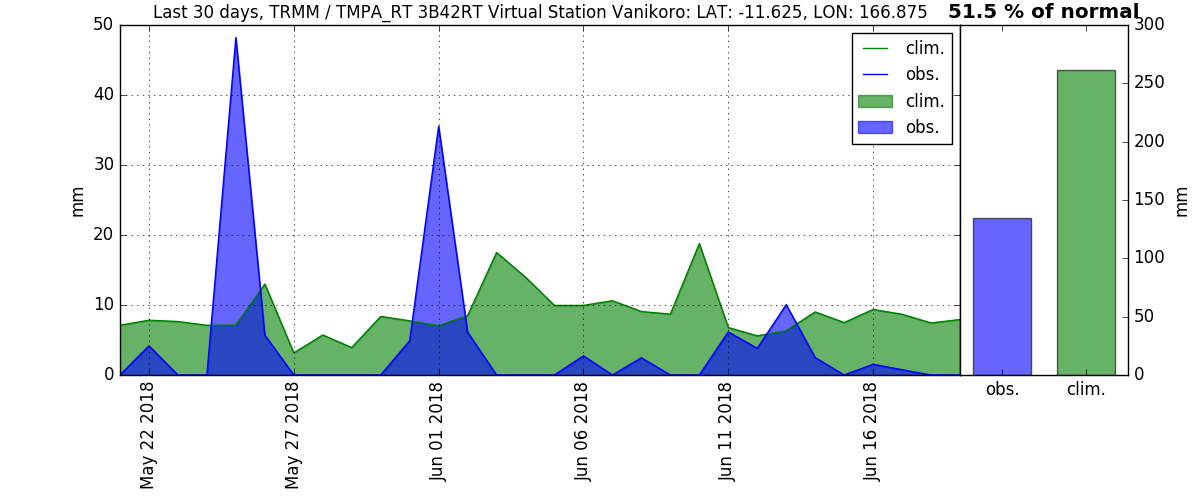 Last 30 days, TRMM / TMPA_RT 3B42RT Virtual Station Vanikoro: LAT: -11.625, LON: 166.875
51.5 % of normal
50
40
30
20
10
0
mm
clim.
obs.
clim.
obs.
May 22 2018
May 27 2018
Jun 01 2018
Jun 06 2018
Jun 11 2018
Jun 16 2018
300
250
200
150
100
50
0
mm
obs.
clim.